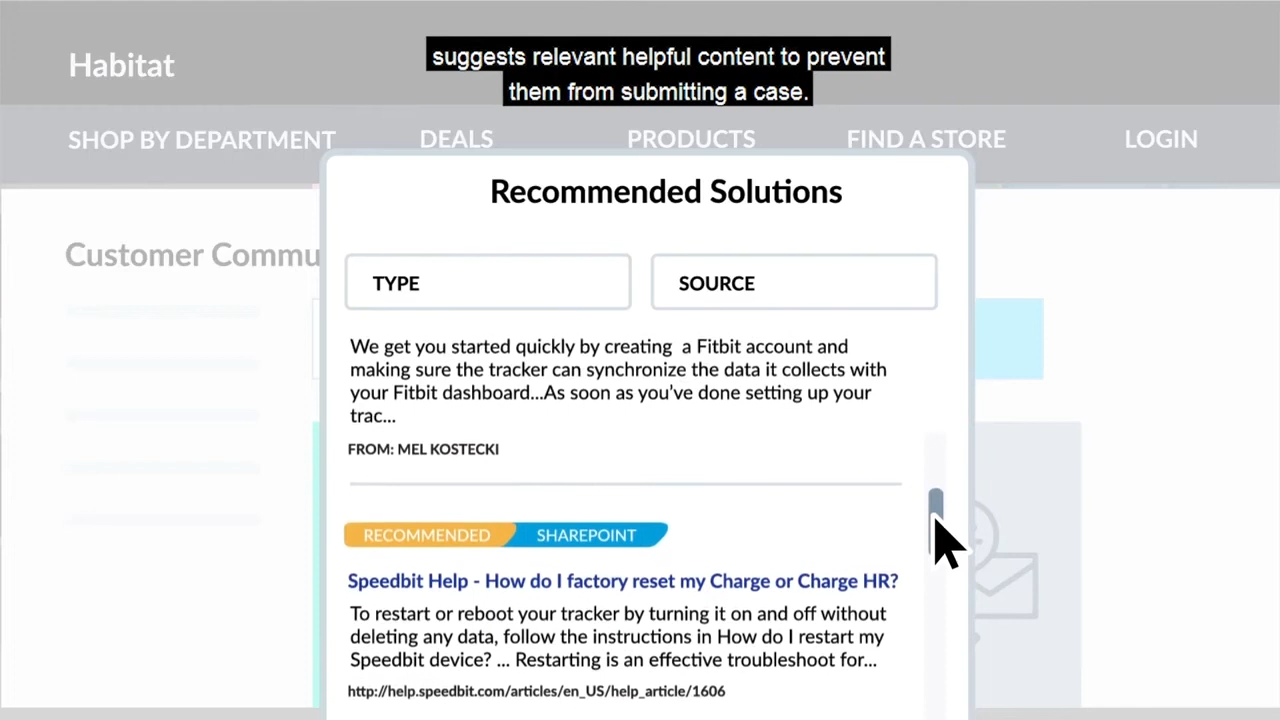 suggests relevant helpful content to prevent
them from submitting a case.
Habitat
SHOP BY DEPARTMENT DEALS PRODUCTS FIND A STORE LOGIN
Recommended Solutions
Customer Commu
TYPE SOURCE
We get you started quickly by creating a Fitbit account and
making sure the tracker can synchronize the data it collects with
your Fitbit dashboard...As soon as you've done setting up your
trac...
FROM: MEL KOSTECKI
RECOMMENDED SHAREPOINT
Speedbit Help - How do I factory reset my Charge or Charge HR?
To restart or reboot your tracker by turning it on and off without
deleting any data, follow the instructions in How do I restart my
Speedbit device? ... Restarting is an effective troubleshoot for...
http://help.speedbit.com/articles/en_US/help_article/1606